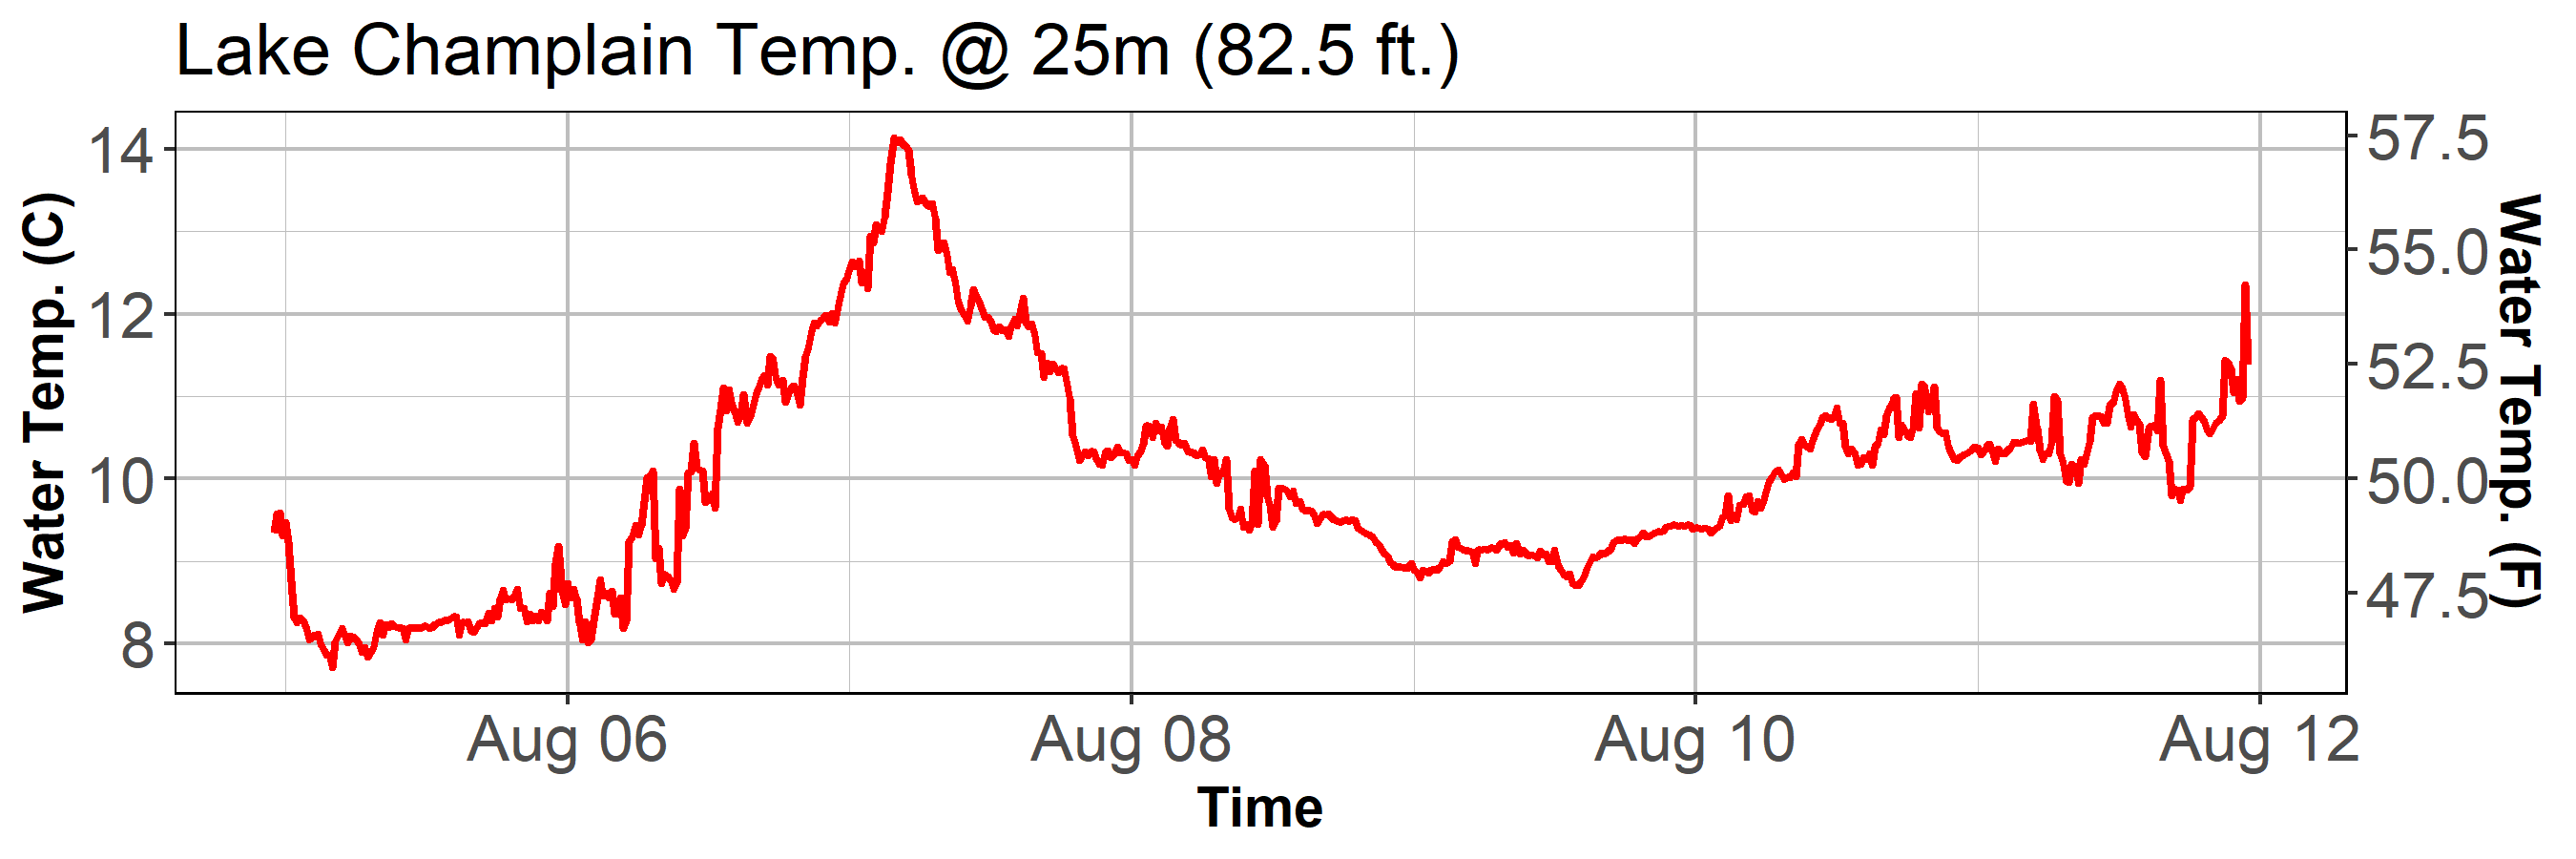 Lake Champlain Temp. @ 25m (82.5 ft.)
Water Temp. (C)
14
12
10
8
57.5
55.0
52.5
50.0
47.5
Water Temp. (F)
Aug 06 Aug 08 Aug 10 Aug 12
Time